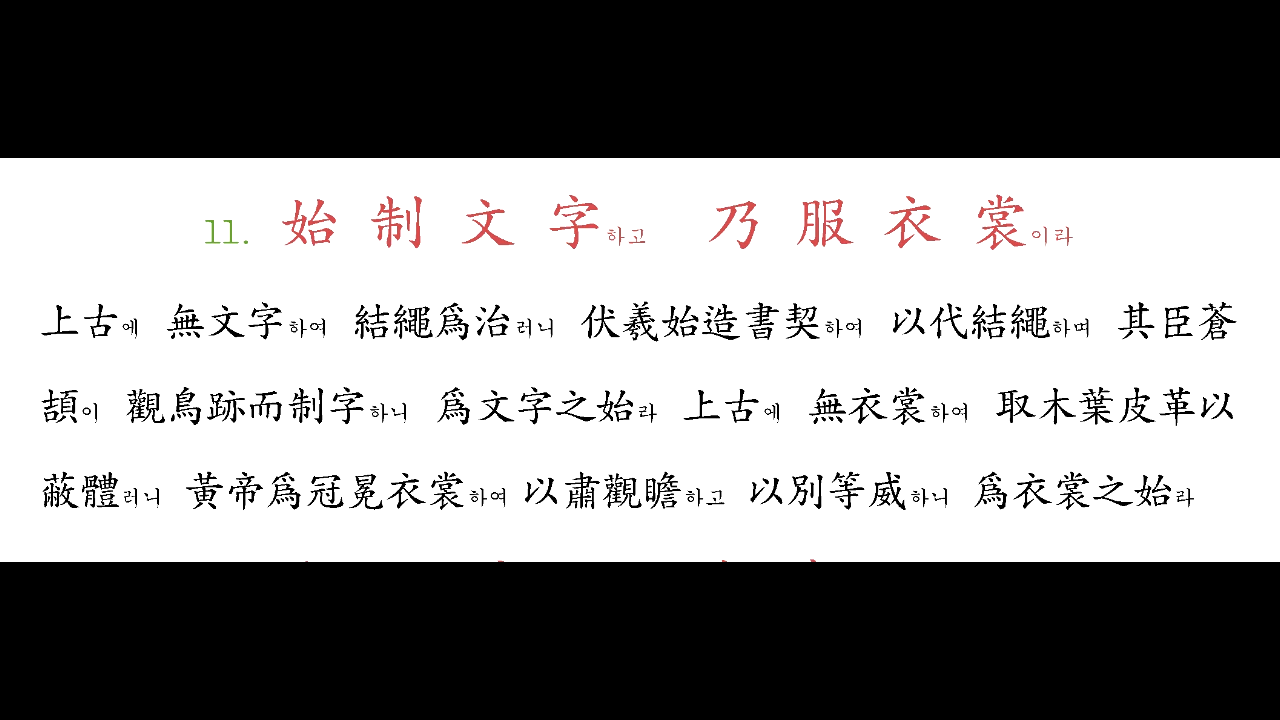 11. 始 制 文 字하고 乃 服 衣 裳이라
上古에 無文字하여 結繩爲治러니 伏羲始造書契하여 以代結繩하며 其臣蒼
頡이 觀鳥跡而制字하니 爲文字之始라 上古에 無衣裳하여 取木葉皮革以
蔽體러니 黃帝爲冠冕衣裳하여 以肅觀瞻하고 以別等威하니 爲衣裳之始라